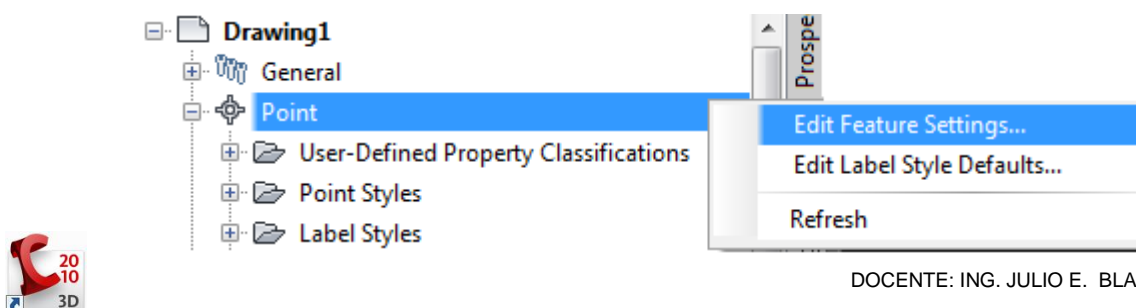 Drawing1
General
Point
User-Defined Property Classifications
Point Styles
Label Styles
Prospe
Edit Feature Settings...
Edit Label Style Defaults...
Refresh
20
10
3D
DOCENTE: ING. JULIO E. BLA